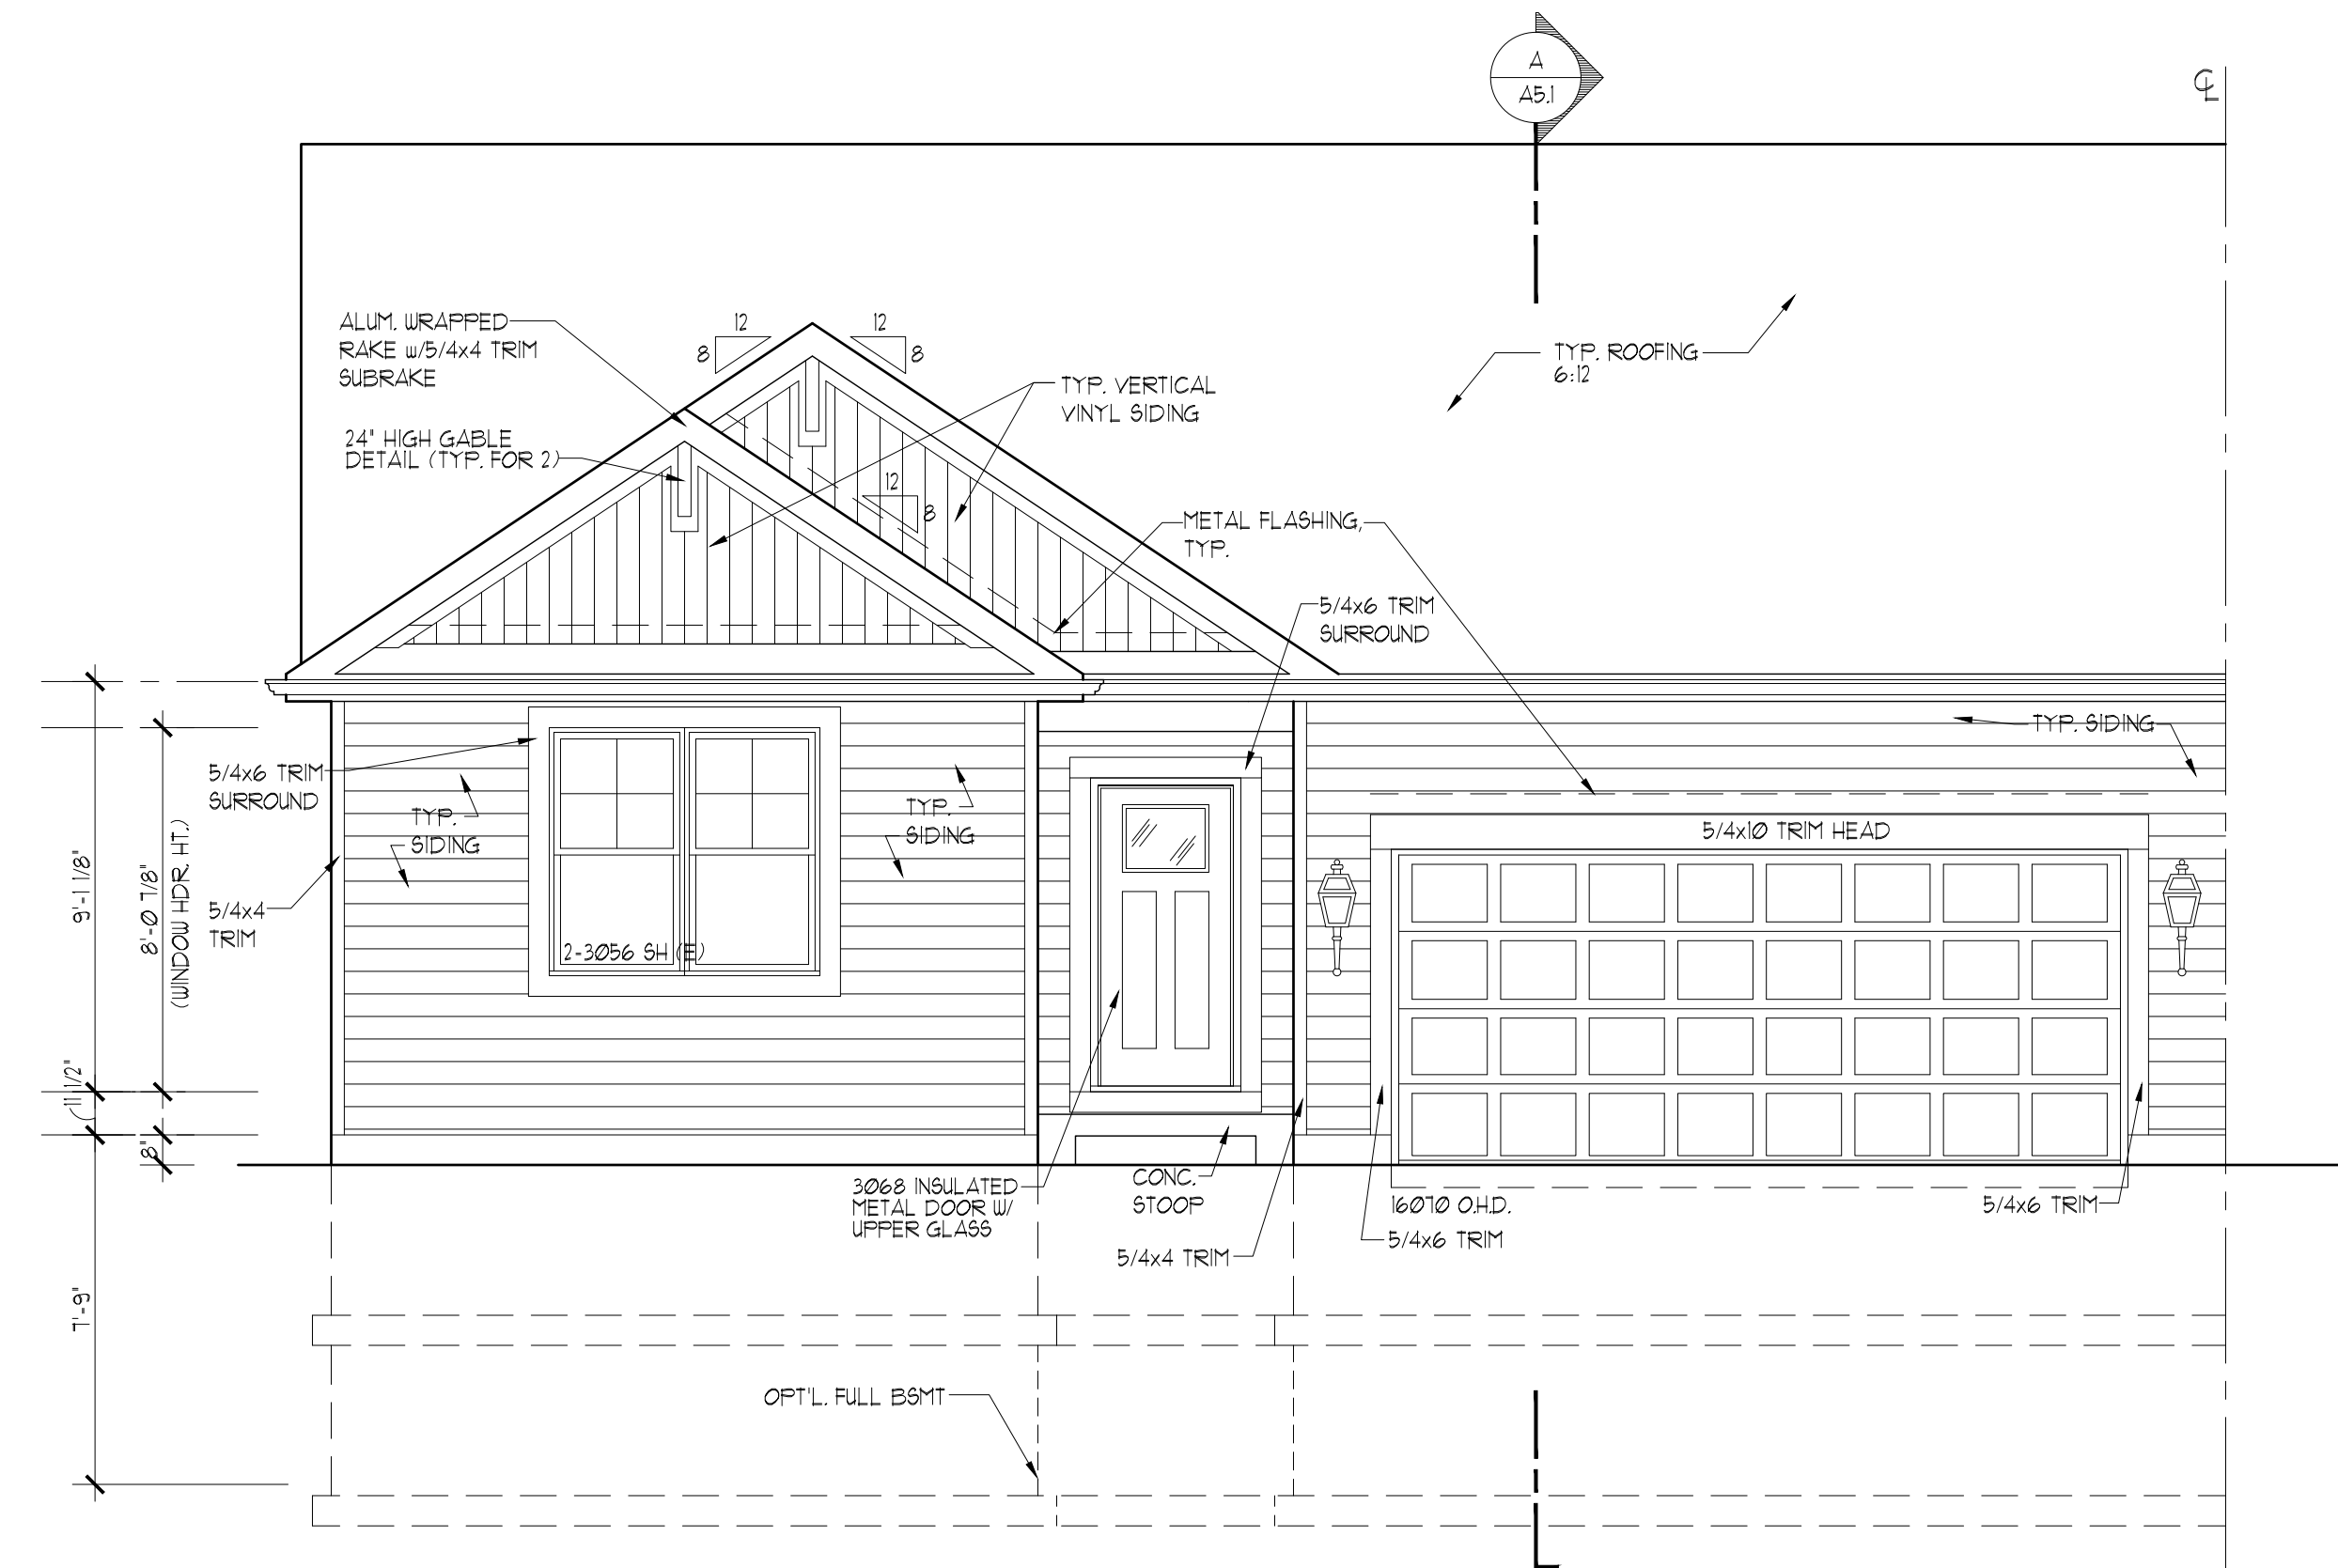 A
A5.1
CL
12
12
8
8
ALUM. WRAPPED
RAKE w/5/4x4 TRIM
SUBRAKE
TYP. ROOFING
6:12
TYP. VERTICAL
VINYL SIDING
24" HIGH GABLE
DETAIL (TYP. FOR 2)
12
8
METAL FLASHING,
TYP.
5/4x6 TRIM
SURROUND
TYP. SIDING
5/4x6 TRIM
SURROUND
TYP.
SIDING
TYP.
SIDING
5/4x10 TRIM HEAD
9'-1 1/8"
8'-0 7/8"
(WINDOW HDR. HT.)
5/4x4
TRIM
2-3056 SH (E)
11 1/2"
8"
3068 INSULATED
METAL DOOR W/
UPPER GLASS
CONC.
STOOP
16070 O.H.D.
5/4x6 TRIM
5/4x6 TRIM
5/4x4 TRIM
7'-9"
OPT'L. FULL BSMT